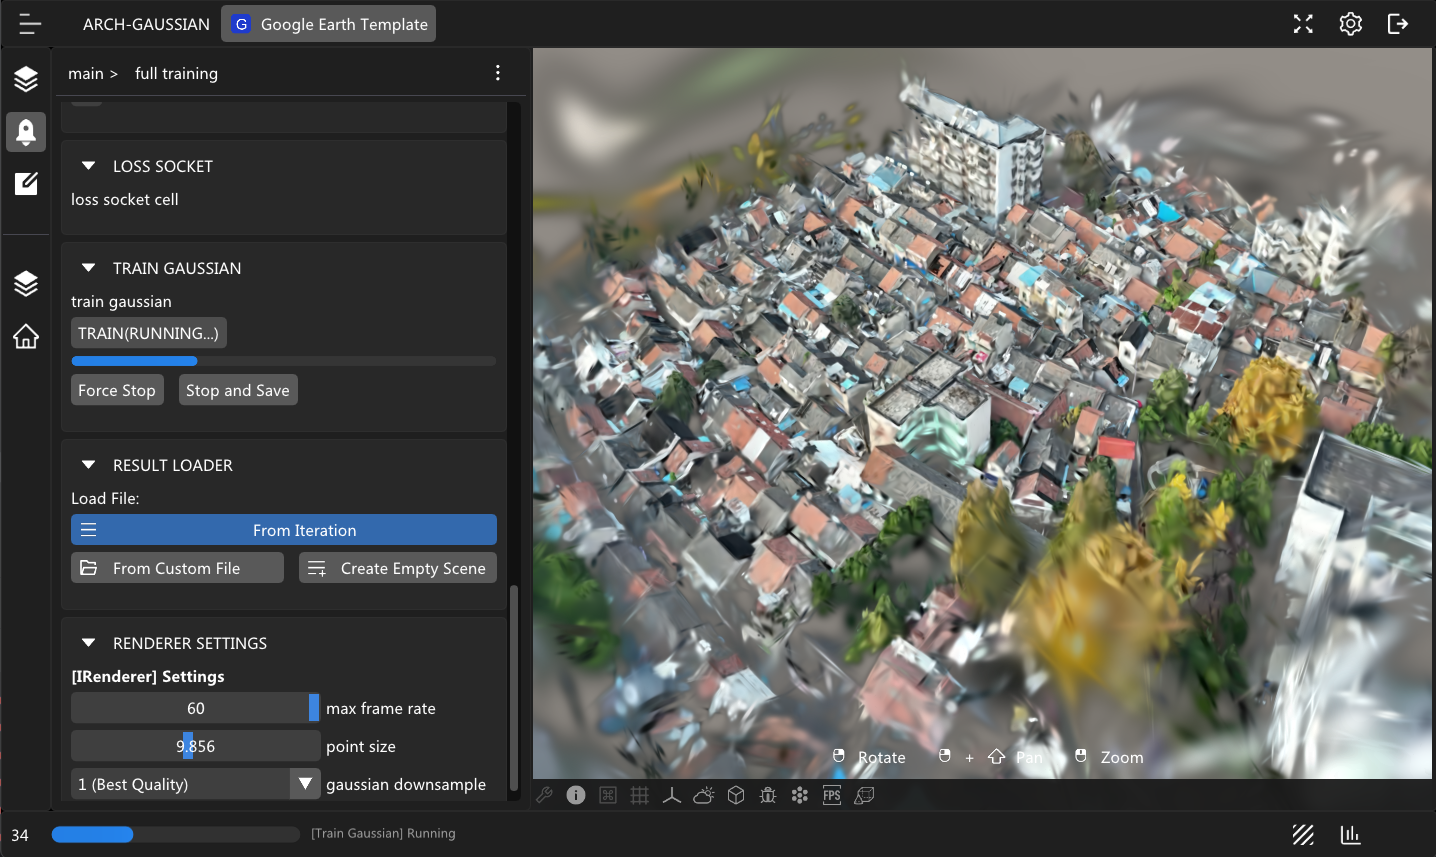 ARCH-GAUSSIAN
G Google Earth Template
main > full training
LOSS SOCKET
loss socket cell
TRAIN GAUSSIAN
train gaussian
TRAIN(RUNNING...)
Force Stop
Stop and Save
RESULT LOADER
Load File:
From Iteration
From Custom File
Create Empty Scene
RENDERER SETTINGS
[IRenderer] Settings
60
max frame rate
9.856
point size
1 (Best Quality)
gaussian downsample
Rotate
+ Pan
Zoom
FPS
34
[Train Gaussian] Running